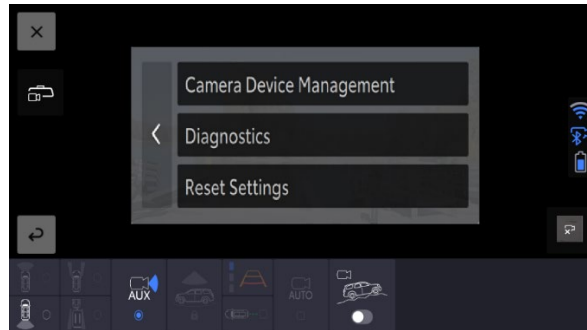 Camera Device Management
Diagnostics
Reset Settings
AUX
AUTO